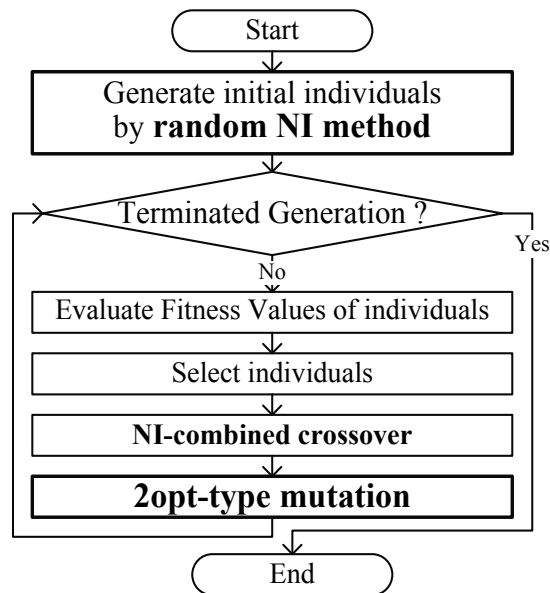 Start
Generate initial individuals
by random NI method
Terminated Generation ?
Yes
No
Evaluate Fitness Values of individuals
Select individuals
NI-combined crossover
2opt-type mutation
End